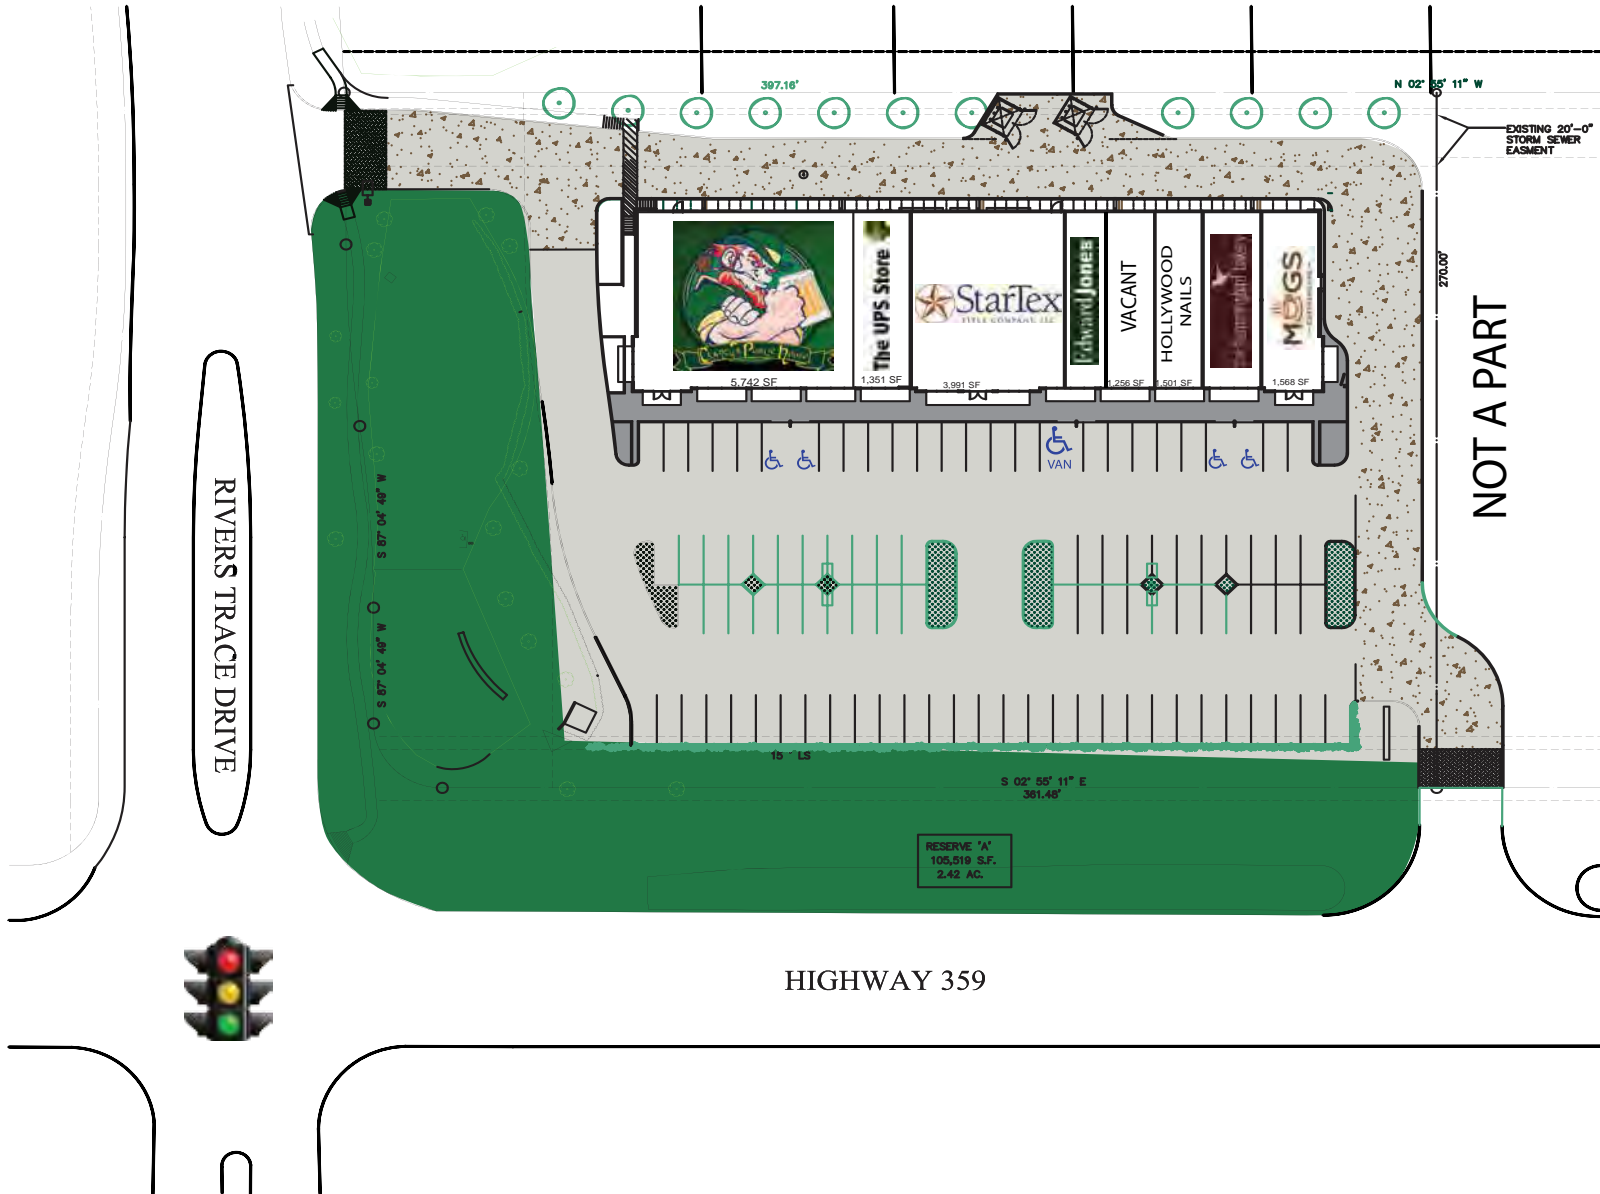 397.16'
N 02° 55' 11" W
EXISTING 20'-0"
STORM SEWER
EASMENT
270.00'
NOT A PART
The UPS Store
StarTex
TITLE COMPANY, LLC
Edward Jones
VACANT
HOLLYWOOD
NAILS
MUGS
5,742 SF
1,351 SF
3,991 SF
1,256 SF
1,501 SF
1,568 SF
VAN
S 87° 04' 49" W
S 87° 04' 49" W
RIVERS TRACE DRIVE
15' LS
S 02° 55' 11" E
361.48'
RESERVE 'A'
105,519 S.F.
2.42 AC.
HIGHWAY 359